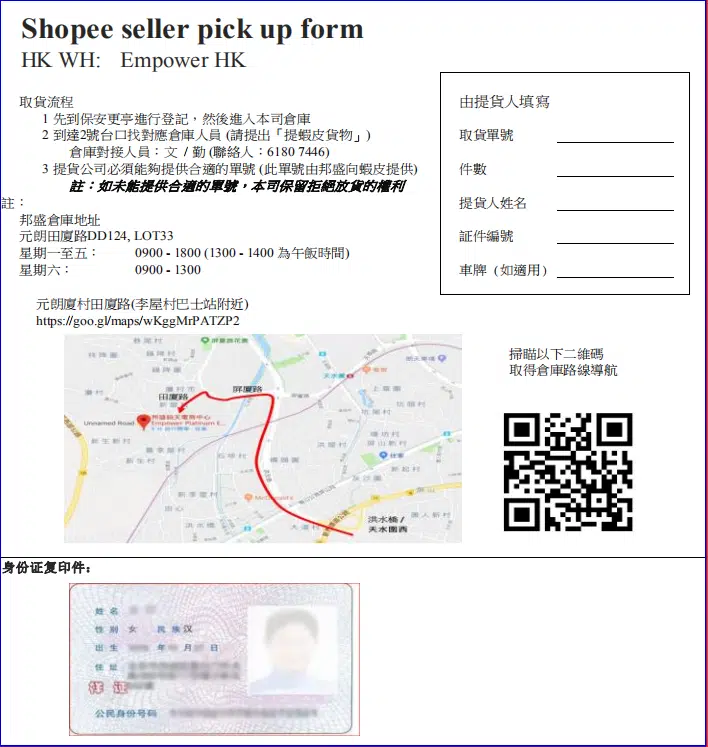 Shopee seller pick up form
HK WH: Empower HK
取貨流程
1 先到保安更亭進行登記，然後進入本司倉庫
2 到達2號台口找對應倉庫人員 (請提出「提蝦皮貨物」)
倉庫對接人員：文 / 勤 (聯絡人：6180 7446)
3 提貨公司必須能夠提供合適的單號 (此單號由邦盛向蝦皮提供)
註：如未能提供合適的單號，本司保留拒絕放貨的權利
註：
邦盛倉庫地址
元朗田廈路DD124, LOT33
星期一至五： 0900 - 1800 (1300 - 1400 為午飯時間)
星期六： 0900 - 1300
由提貨人填寫
取貨單號
件數
提貨人姓名
証件編號
車牌 (如適用)
元朗廈村田廈路(李屋村巴士站附近)
https://goo.gl/maps/wKggMrPATZP2
屏廈路
田廈路
Unnamed Road
Empower Platinum E...
McDonald's
洪水橋 /
天水圍西
掃瞄以下二維碼
取得倉庫路線導航
身份证复印件:
姓名
性别 女 民族 汉
出生 年 月 日
住址
样 证
公民身份号码